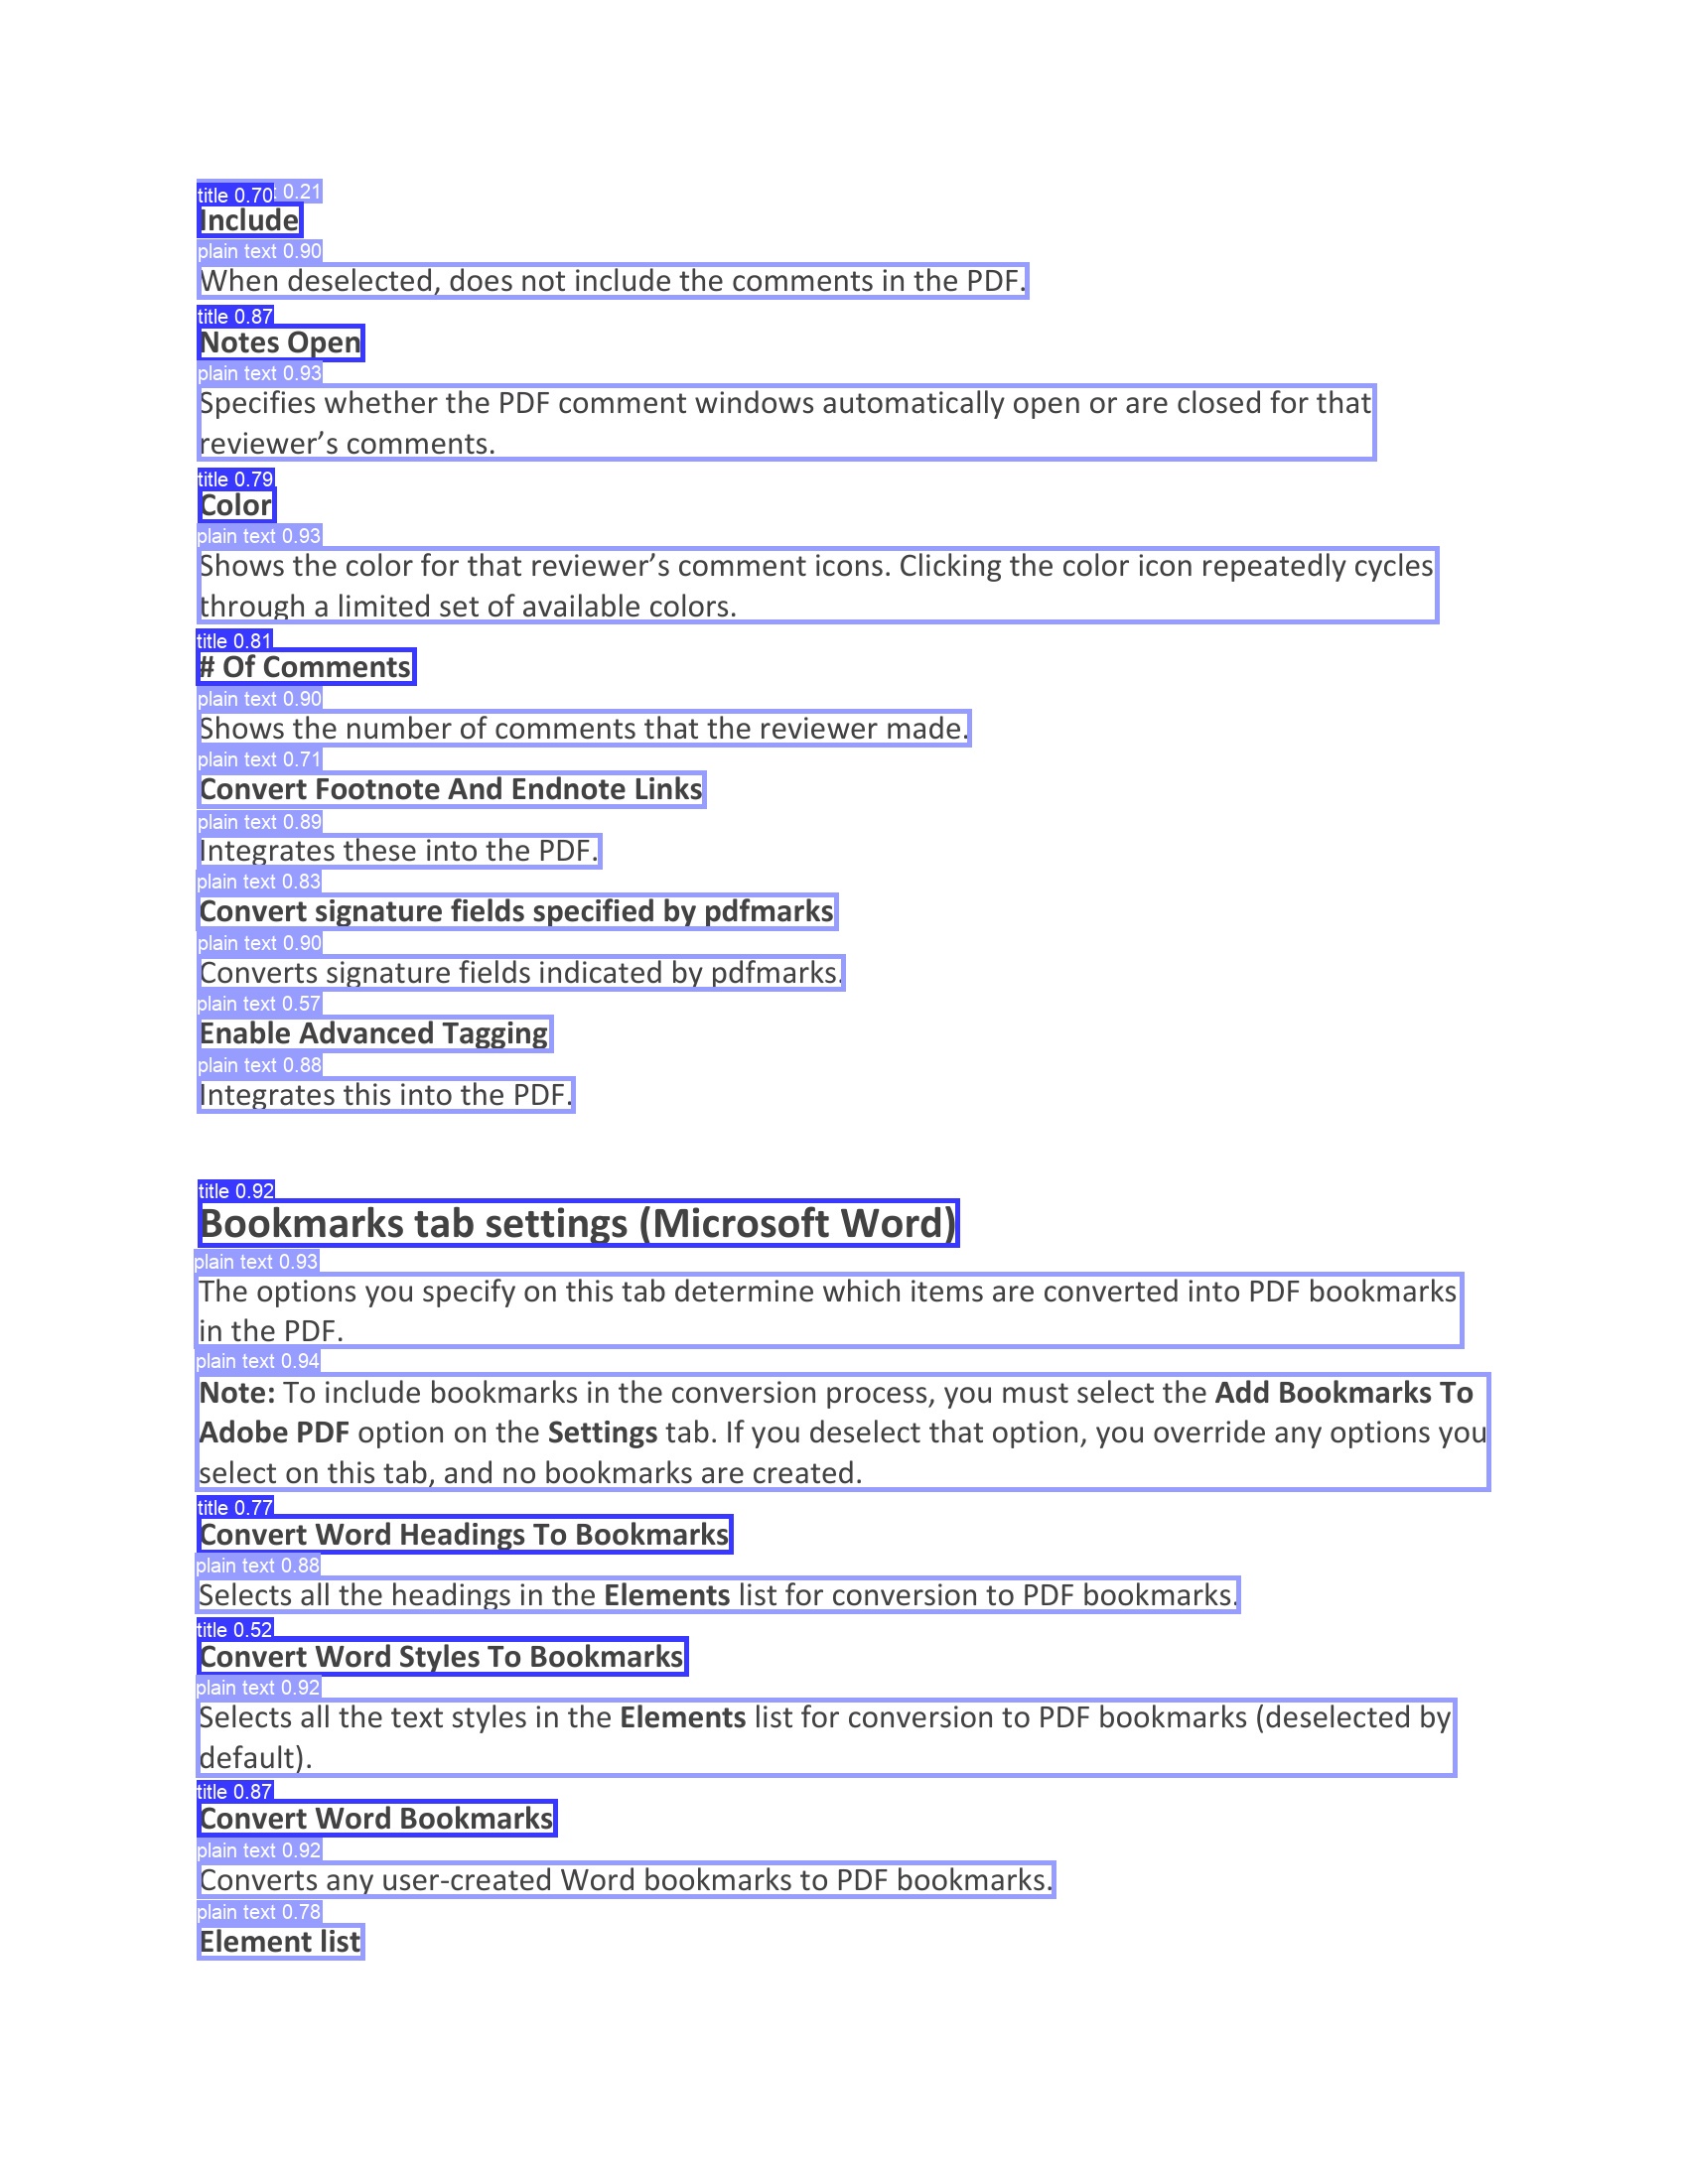 title 0.70 t 0.21
Include
plain text 0.90
When deselected, does not include the comments in the PDF.
title 0.87
Notes Open
plain text 0.93
Specifies whether the PDF comment windows automatically open or are closed for that
reviewer’s comments.
title 0.79
Color
plain text 0.93
Shows the color for that reviewer’s comment icons. Clicking the color icon repeatedly cycles
through a limited set of available colors.
title 0.81
# Of Comments
plain text 0.90
Shows the number of comments that the reviewer made.
plain text 0.71
Convert Footnote And Endnote Links
plain text 0.89
Integrates these into the PDF.
plain text 0.83
Convert signature fields specified by pdfmarks
plain text 0.90
Converts signature fields indicated by pdfmarks.
plain text 0.57
Enable Advanced Tagging
plain text 0.88
Integrates this into the PDF.
title 0.92
Bookmarks tab settings (Microsoft Word)
plain text 0.93
The options you specify on this tab determine which items are converted into PDF bookmarks
in the PDF.
plain text 0.94
Note: To include bookmarks in the conversion process, you must select the Add Bookmarks To
Adobe PDF option on the Settings tab. If you deselect that option, you override any options you
select on this tab, and no bookmarks are created.
title 0.77
Convert Word Headings To Bookmarks
plain text 0.88
Selects all the headings in the Elements list for conversion to PDF bookmarks.
title 0.52
Convert Word Styles To Bookmarks
plain text 0.92
Selects all the text styles in the Elements list for conversion to PDF bookmarks (deselected by
default).
title 0.87
Convert Word Bookmarks
plain text 0.92
Converts any user-created Word bookmarks to PDF bookmarks.
plain text 0.78
Element list